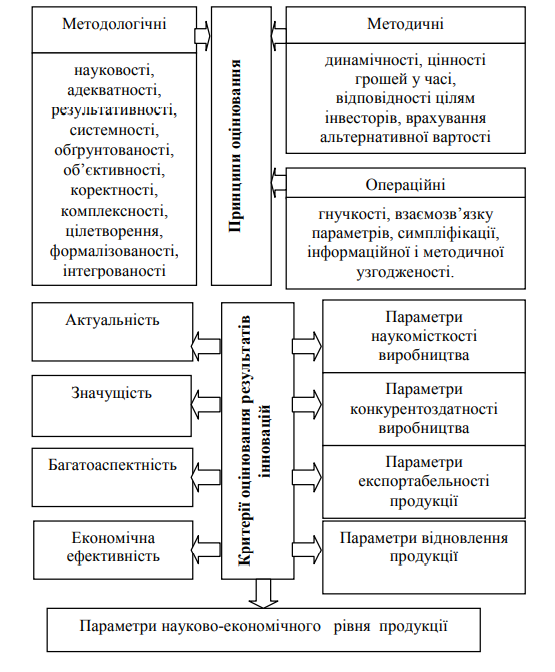 Методологічні
науковості,
адекватності,
результативності,
системності,
обґрунтованості,
об’єктивності,
коректності,
комплексності,
цілетворення,
формалізованості,
інтегрованості
Принципи оцінювання
Методичні
динамічності, цінності
грошей у часі,
відповідності цілям
інвесторів, врахування
альтернативної вартості
Операційні
гнучкості, взаємозв’язку
параметрів, симпліфікації,
інформаційної і методичної
узгодженості.
Актуальність
Значущість
Багатоаспектність
Економічна
ефективність
Критерії оцінювання результатів
інновацій
Параметри
наукомісткості
виробництва
Параметри
конкурентоздатності
виробництва
Параметри
експортабельності
продукції
Параметри відновлення
продукції
Параметри науково-економічного рівня продукції